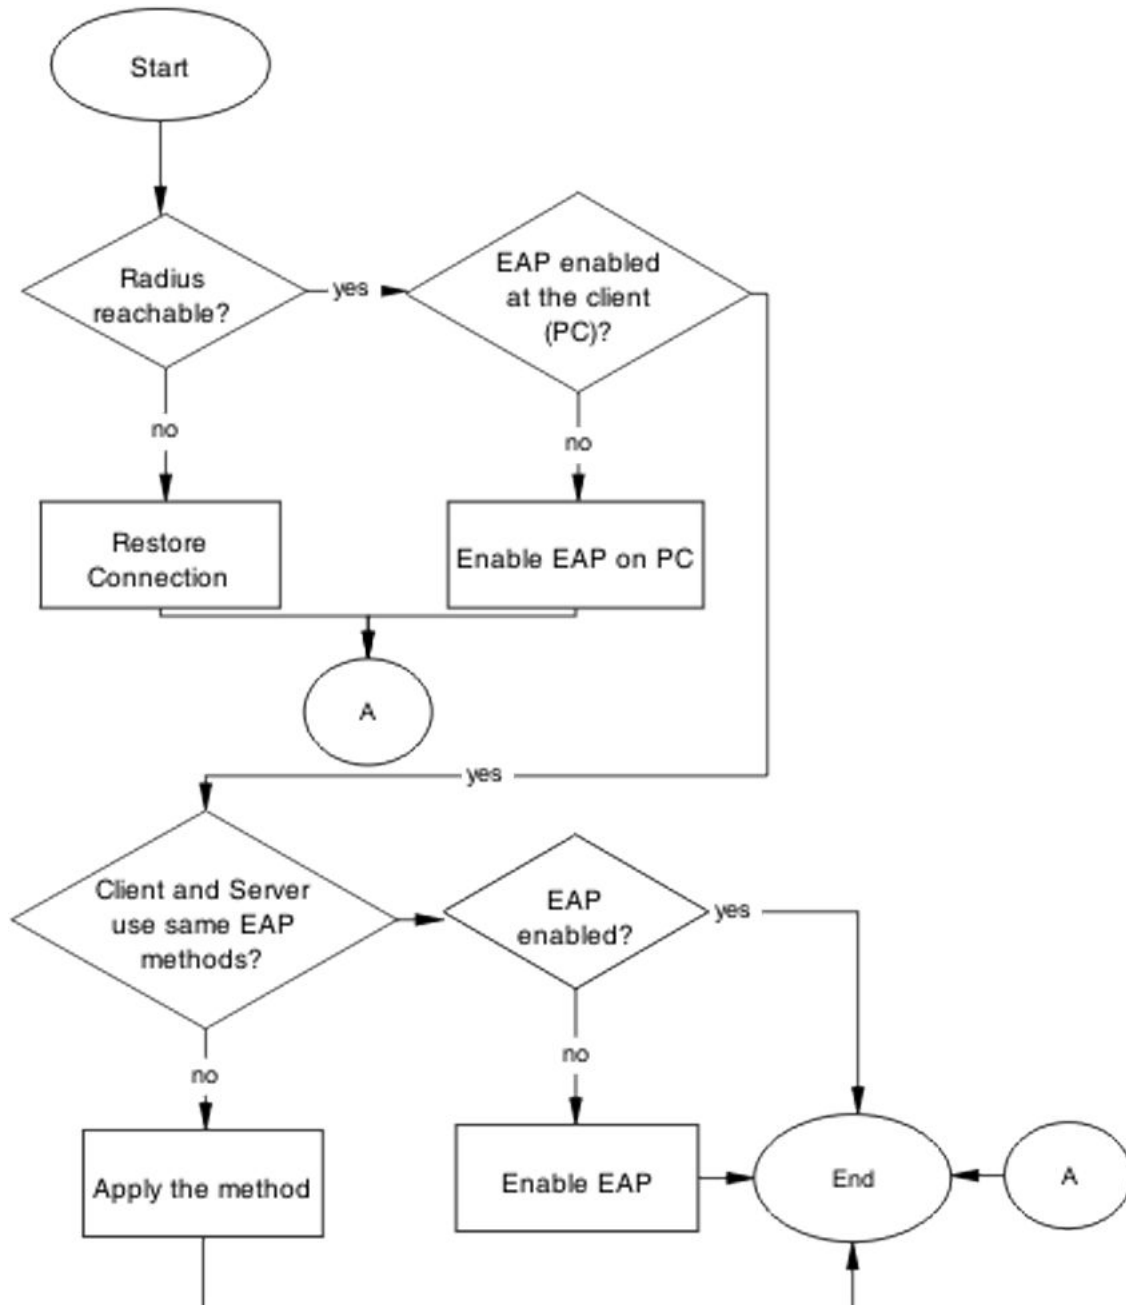 Start
Radius
reachable?
yes
EAP enabled
at the client
(PC)?
no
no
Restore
Connection
Enable EAP on PC
A
yes
Client and Server
use same EAP
methods?
EAP
enabled?
yes
no
no
Apply the method
Enable EAP
End
A